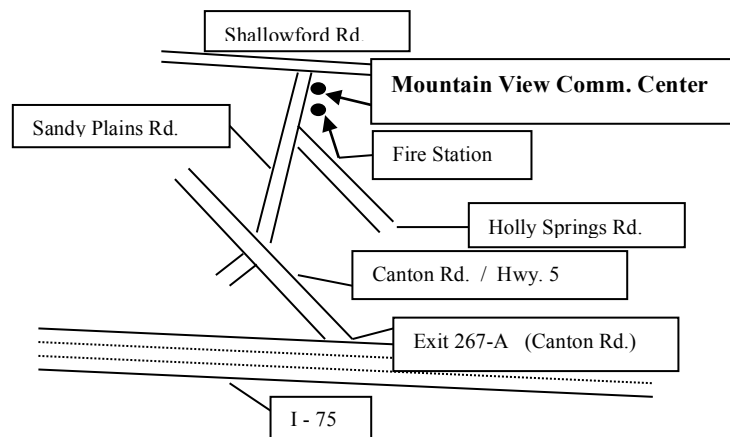 Shallowford Rd.
Mountain View Comm. Center
Sandy Plains Rd.
Fire Station
Holly Springs Rd.
Canton Rd. / Hwy. 5
Exit 267-A (Canton Rd.)
I - 75